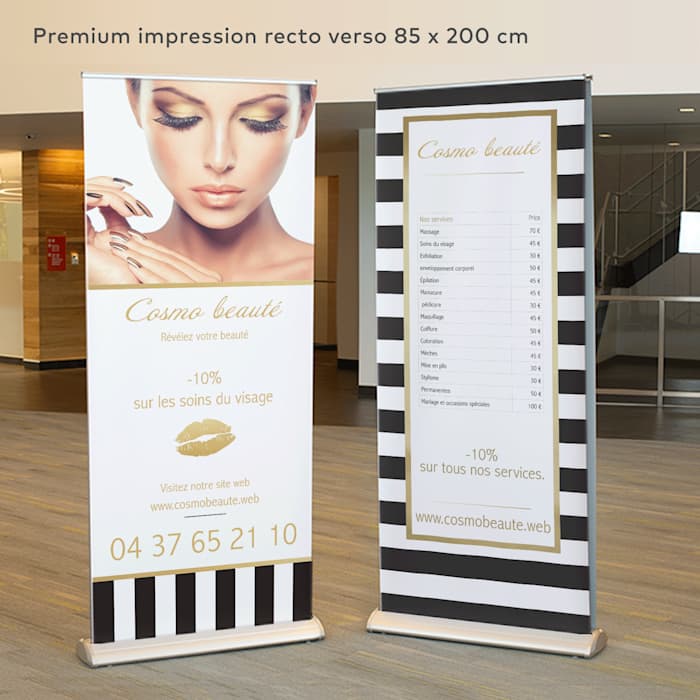 Premium impression recto verso 85 x 200 cm
Cosmo beauté
Révélez votre beauté
-10%
sur les soins du visage
Visitez notre site web
www.cosmobeaute.web
04 37 65 21 10
Cosmo beauté
Nos services Price
Massage 70 €
Soins du visage 45 €
Exfoliation 30 €
enveloppement corporel 50 €
Épilation 45 €
Manucure 45 €
pédicure 30 €
Maquillage 45 €
Coiffure 50 €
Coloration 45 €
Mèches 45 €
Mise en plis 30 €
Stylisme 30 €
Permanentes 50 €
Mariage et occasions spéciales 100 €
-10%
sur tous nos services.
www.cosmobeaute.web